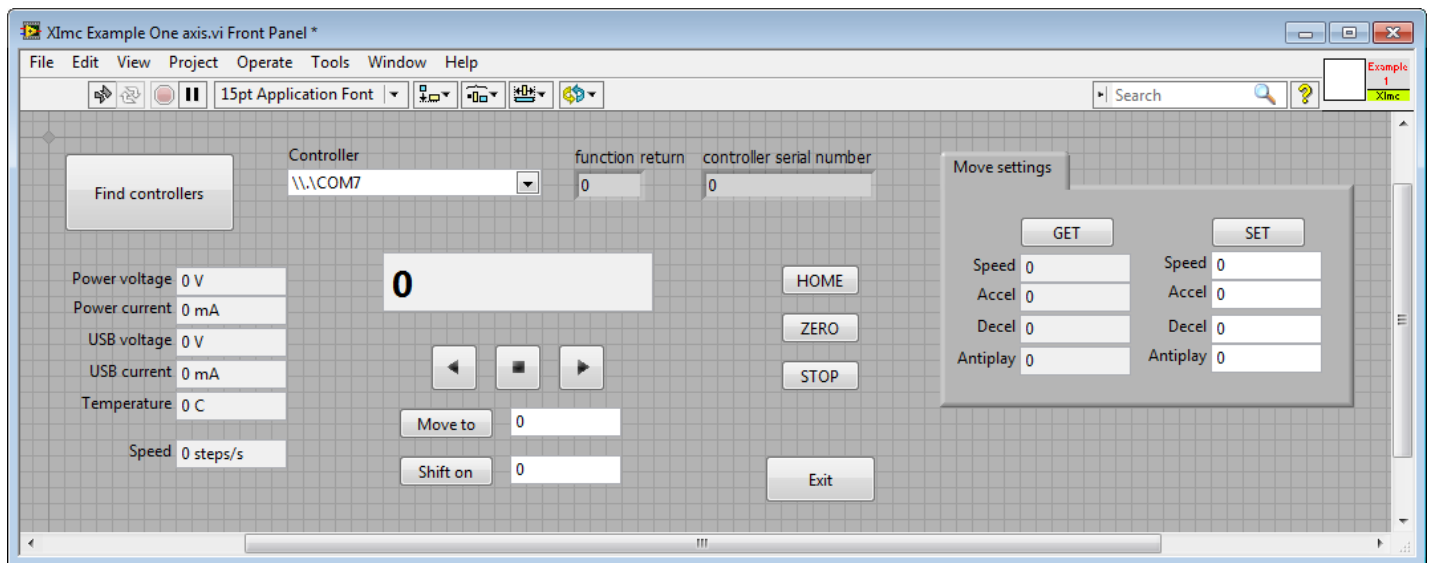 XImc Example One axis.vi Front Panel *
File Edit View Project Operate Tools Window Help
15pt Application Font
Search
?
Example
1
XImc
Find controllers
Controller
\\.\COM7
function return
0
controller serial number
0
Power voltage 0 V
Power current 0 mA
USB voltage 0 V
USB current 0 mA
Temperature 0 C
Speed 0 steps/s
0
Move to 0
Shift on 0
HOME
ZERO
STOP
Exit
Move settings
GET
Speed 0
Accel 0
Decel 0
Antiplay 0
SET
Speed 0
Accel 0
Decel 0
Antiplay 0